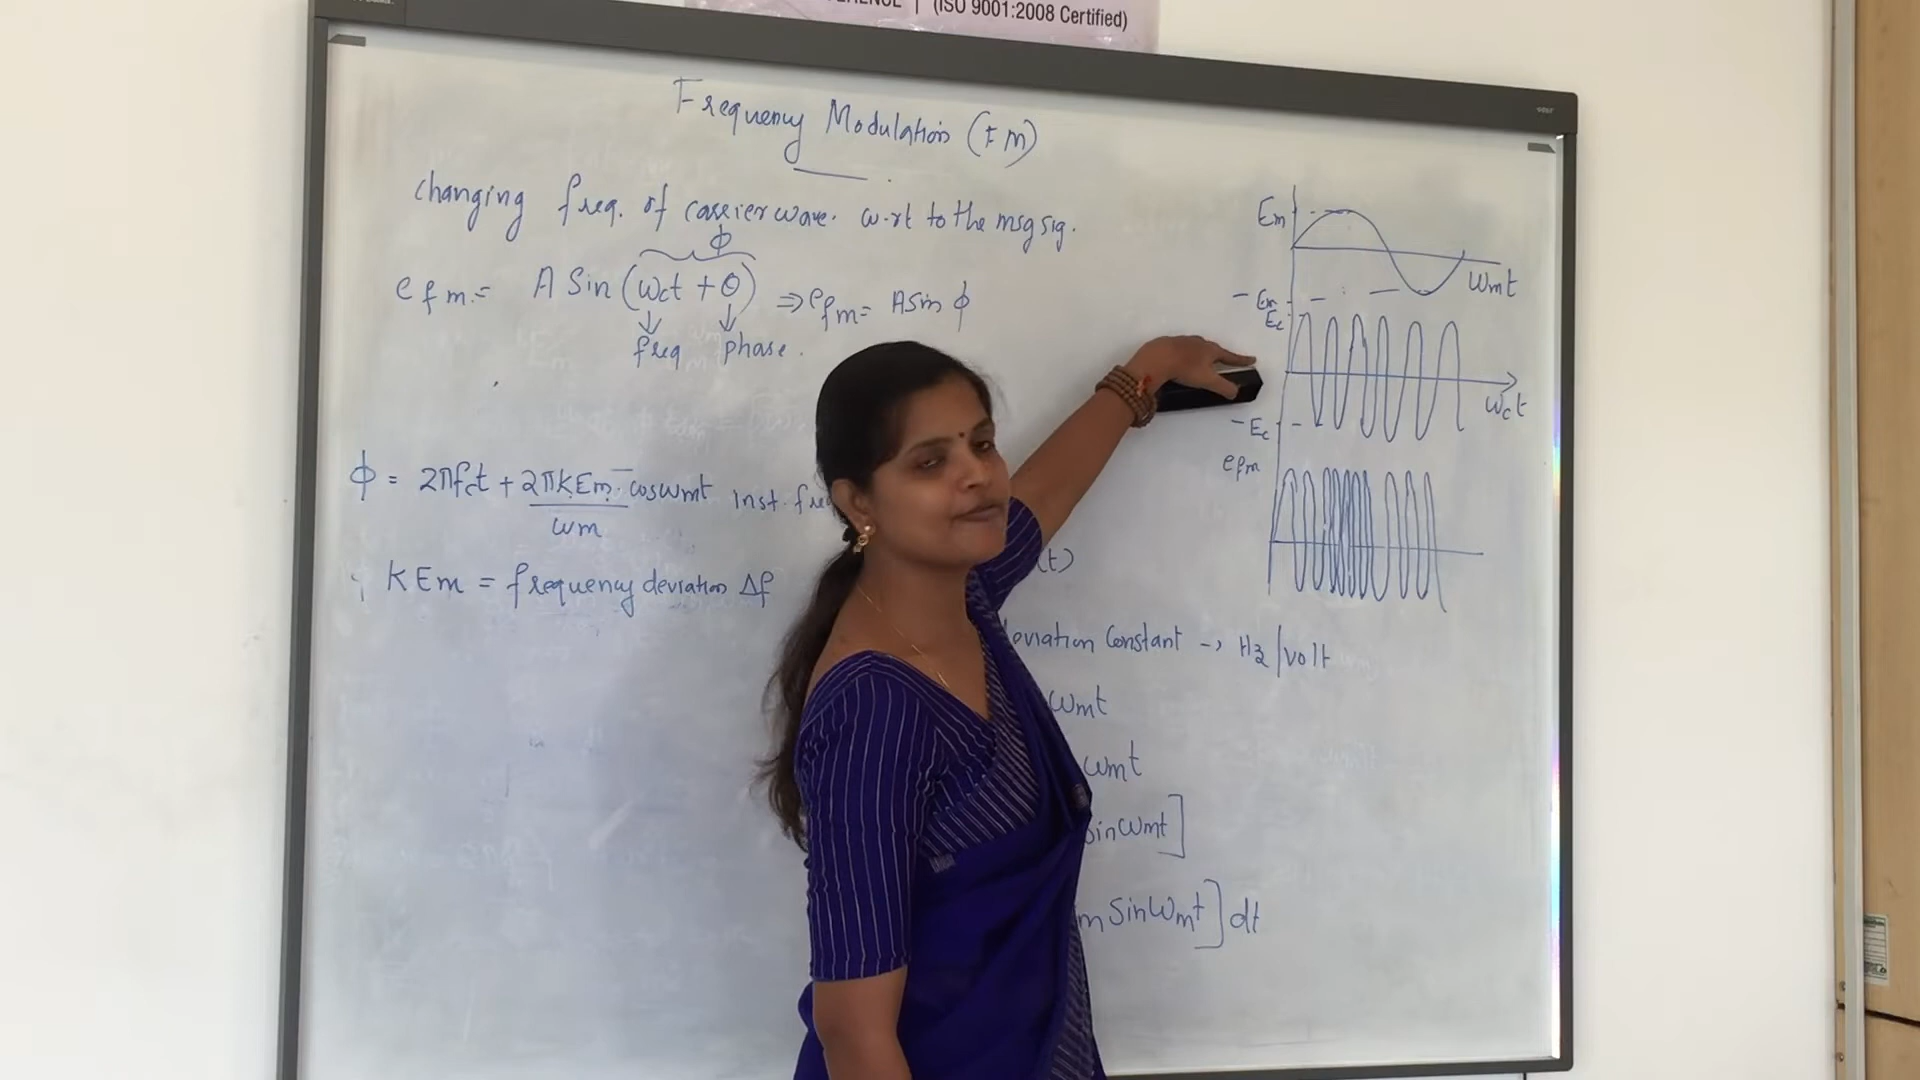 (ISO 9001:2008 Certified)
Frequency Modulation (FM)
changing freq. of carrier wave. w.rt to the msg sig.
ϕ
efm = A Sin (ωct + θ) ⇒ efm = A Sin ϕ
freq phase.
ϕ = 2πfct + 2πkEm cosωmt Inst. fre
ωm
∴ KEm = frequency deviation Δf
(t)
deviation Constant → Hz/volt
ωmt
ωmt
SinωmT]
m Sinωmt] dt
Em
ωmt
-Em
Ec
ωct
-Ec
efm